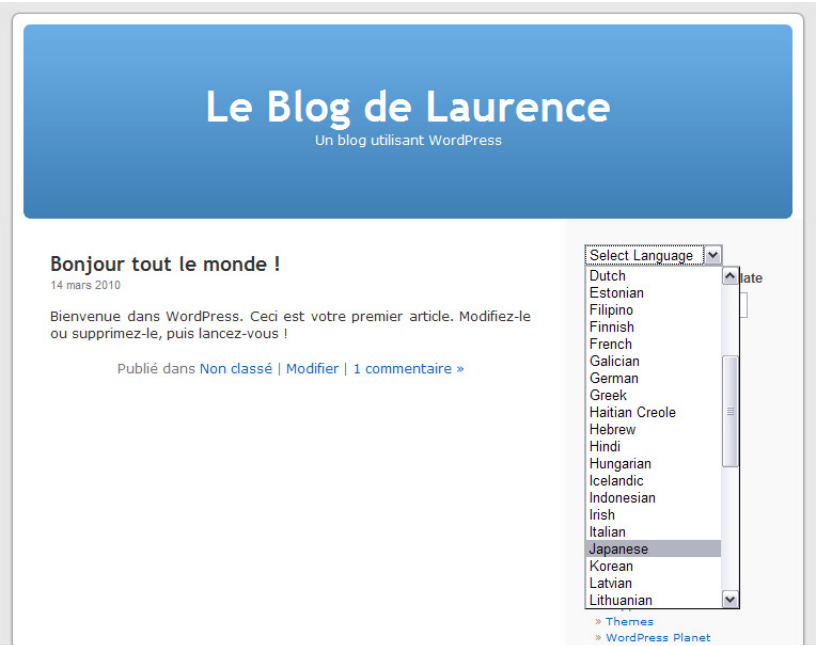 Le Blog de Laurence
Un blog utilisant WordPress
Bonjour tout le monde !
14 mars 2010
Bienvenue dans WordPress. Ceci est votre premier article. Modifiez-le
ou supprimez-le, puis lancez-vous !
Publié dans Non classé | Modifier | 1 commentaire »
Select Language
Dutch
late
Estonian
Filipino
Finnish
French
Galician
German
Greek
Haitian Creole
Hebrew
Hindi
Hungarian
Icelandic
Indonesian
Irish
Italian
Japanese
Korean
Latvian
Lithuanian
» Themes
» WordPress Planet